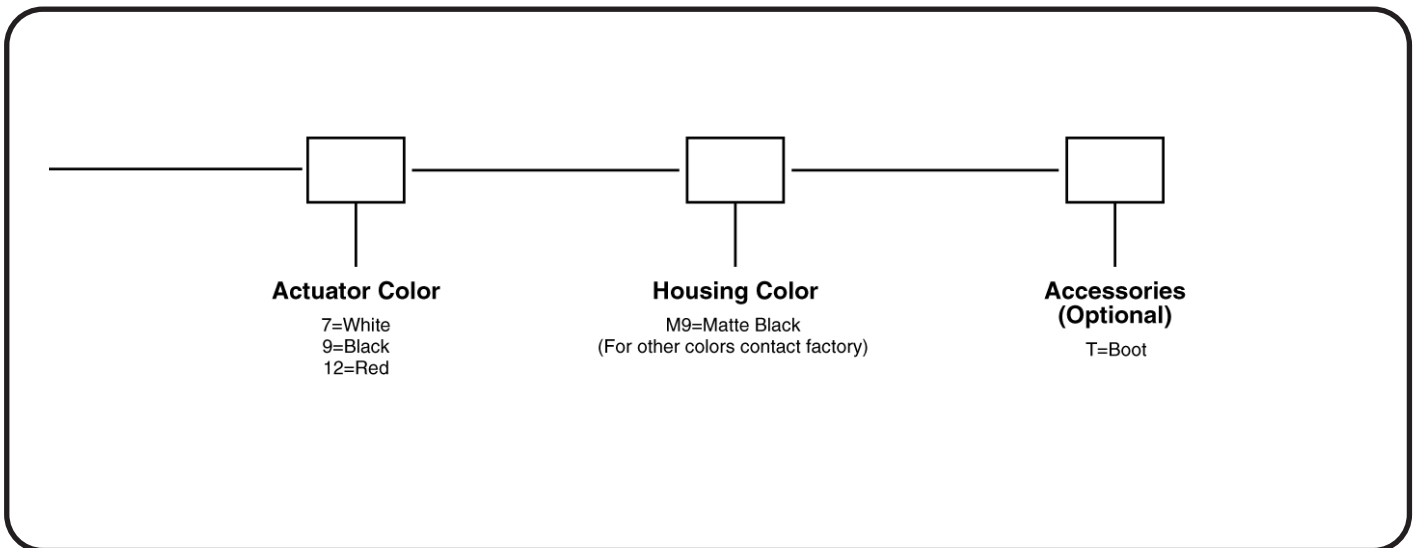 Actuator Color
7=White
9=Black
12=Red
Housing Color
M9=Matte Black
(For other colors contact factory)
Accessories
(Optional)
T=Boot